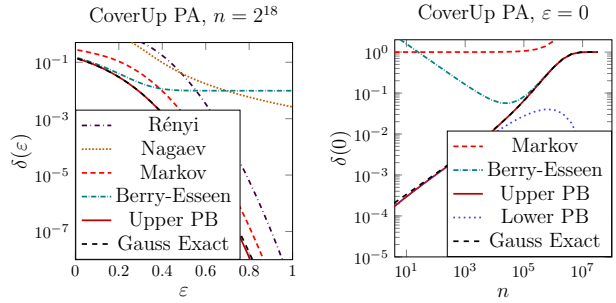 CoverUp PA, n = 2^18
10^−1
10^−3
10^−5
10^−7
δ(ε)
Rényi
Nagaev
Markov
Berry-Esseen
Upper PB
Gauss Exact
0 0.2 0.4 0.6 0.8 1
ε
CoverUp PA, ε = 0
10^0
10^−1
10^−2
10^−3
10^−4
10^−5
δ(0)
Markov
Berry-Esseen
Upper PB
Lower PB
Gauss Exact
10^1 10^3 10^5 10^7
n